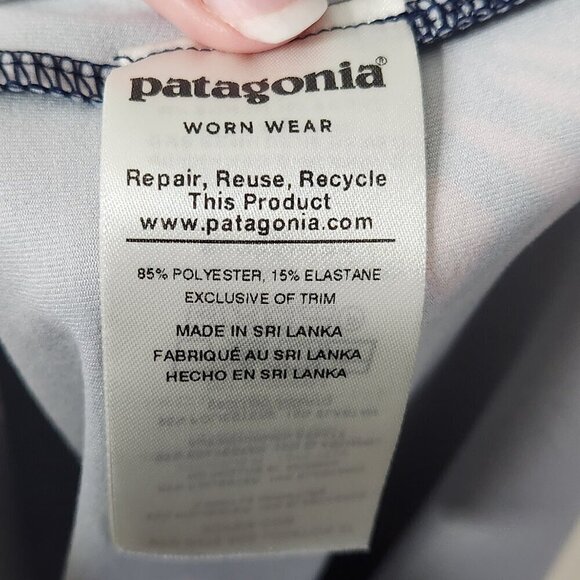 patagonia®
WORN WEAR
Repair, Reuse, Recycle
This Product
www.patagonia.com
85% POLYESTER, 15% ELASTANE
EXCLUSIVE OF TRIM
MADE IN SRI LANKA
FABRIQUÉ AU SRI LANKA
HECHO EN SRI LANKA